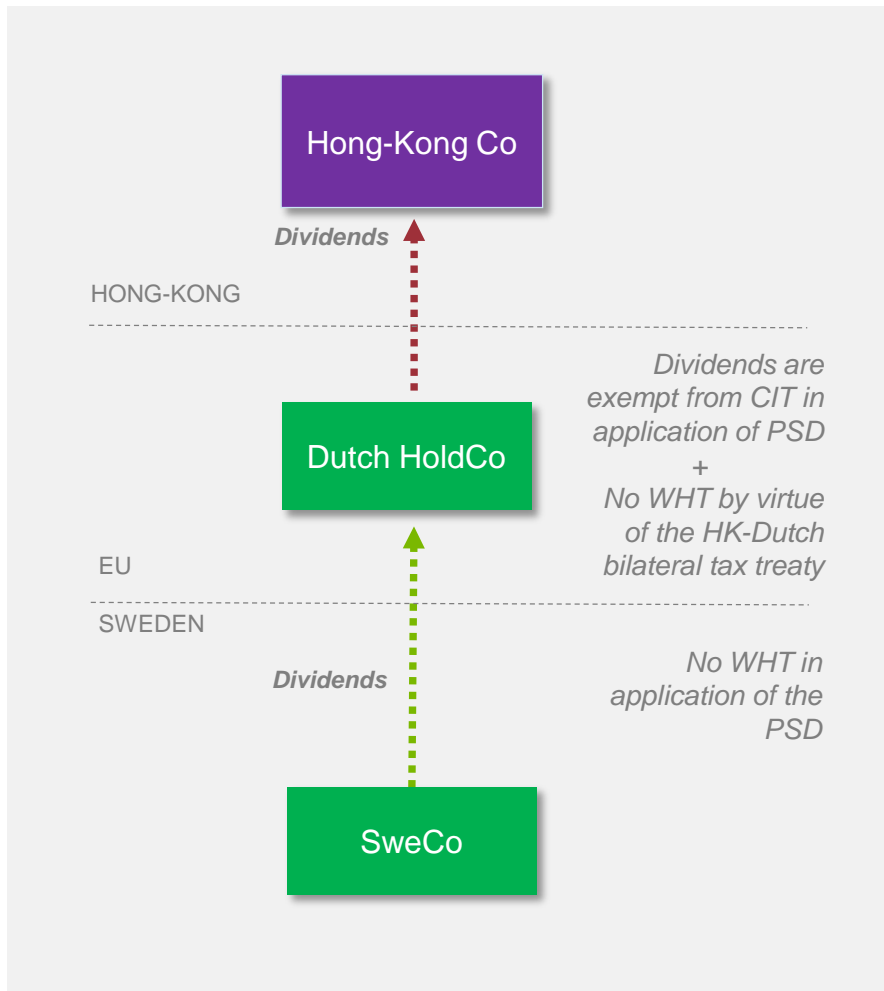 Hong-Kong Co
Dividends
HONG-KONG
Dividends are
exempt from CIT in
application of PSD
+
No WHT by virtue
of the HK-Dutch
bilateral tax treaty
Dutch HoldCo
EU
SWEDEN
No WHT in
application of the
PSD
Dividends
SweCo